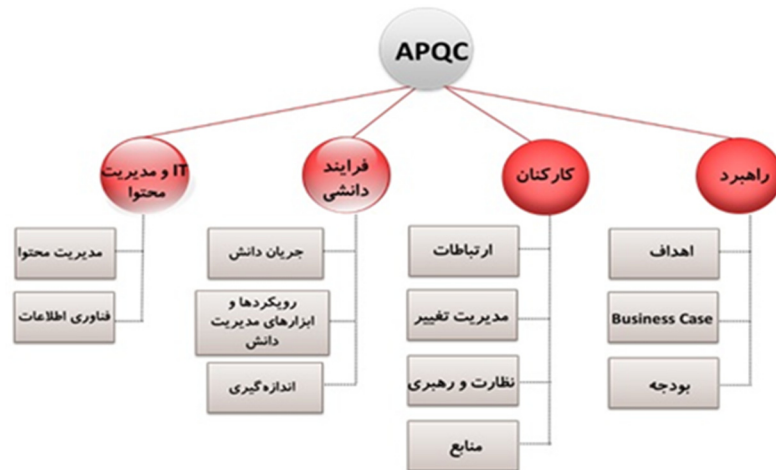 APQC
راهبرد
کارکنان
فرایند
دانشی
IT و مدیریت
محتوا
اهداف
Business Case
بودجه
ارتباطات
مدیریت تغییر
نظارت و رهبری
منابع
جریان دانش
رویکردها و
ابزارهای مدیریت
دانش
اندازه‌گیری
مدیریت محتوا
فناوری اطلاعات